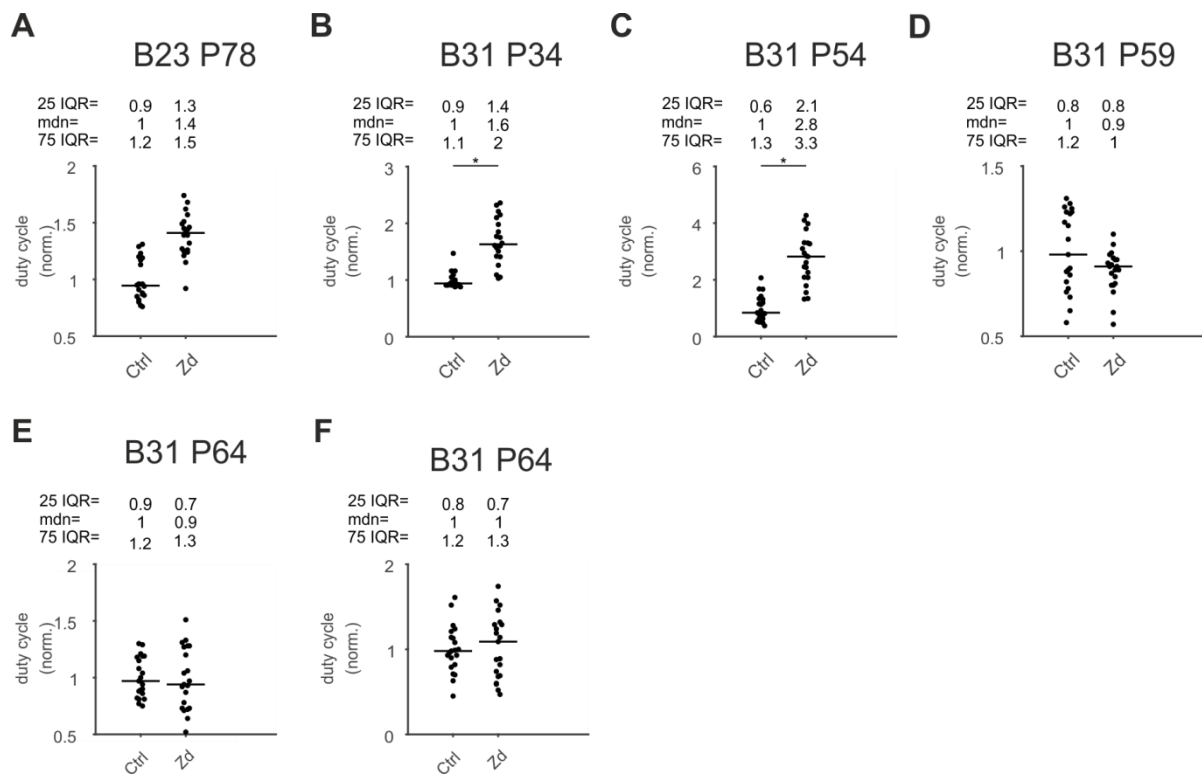 A
B23 P78
25 IQR= 0.9 1.3
mdn= 1 1.4
75 IQR= 1.2 1.5
2
1.5
1
0.5
duty cycle
(norm.)
Ctrl
Zd
B
B31 P34
25 IQR= 0.9 1.4
mdn= 1 1.6
75 IQR= 1.1 2
*
3
2
1
0
duty cycle
(norm.)
Ctrl
Zd
C
B31 P54
25 IQR= 0.6 2.1
mdn= 1 2.8
75 IQR= 1.3 3.3
*
6
4
2
0
duty cycle
(norm.)
Ctrl
Zd
D
B31 P59
25 IQR= 0.8 0.8
mdn= 1 0.9
75 IQR= 1.2 1
1.5
1
0.5
duty cycle
(norm.)
Ctrl
Zd
E
B31 P64
25 IQR= 0.9 0.7
mdn= 1 0.9
75 IQR= 1.2 1.3
2
1.5
1
0.5
duty cycle
(norm.)
Ctrl
Zd
F
B31 P64
25 IQR= 0.8 0.7
mdn= 1 1
75 IQR= 1.2 1.3
2
1
0
duty cycle
(norm.)
Ctrl
Zd